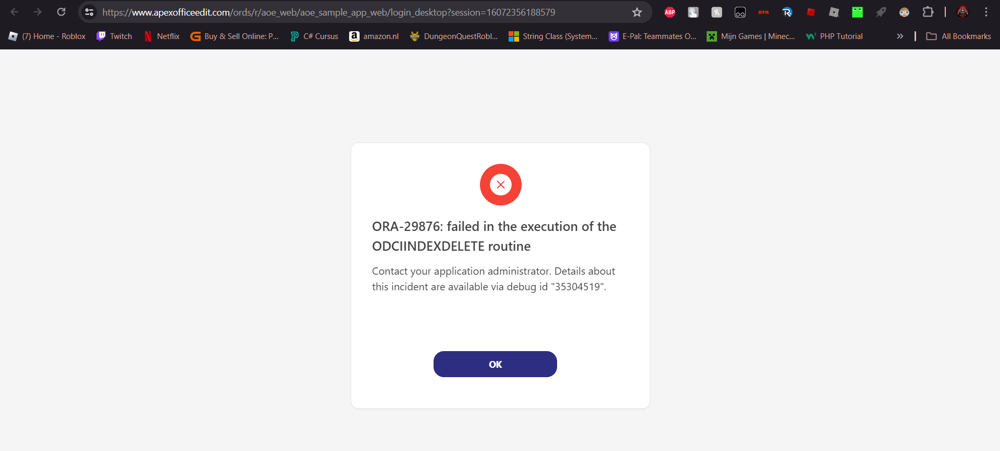 https://www.apexofficeedit.com/ords/r/aoe_web/aoe_sample_app_web/login_desktop?session=16072356188579
ABP
(7) Home - Roblox Twitch Netflix Buy & Sell Online: P... C# Cursus amazon.nl DungeonQuestRobl... String Class (System... E-Pal: Teammates O... Mijn Games | Minec... PHP Tutorial » All Bookmarks
ORA-29876: failed in the execution of the
ODCIINDEXDELETE routine
Contact your application administrator. Details about
this incident are available via debug id "35304519".
OK